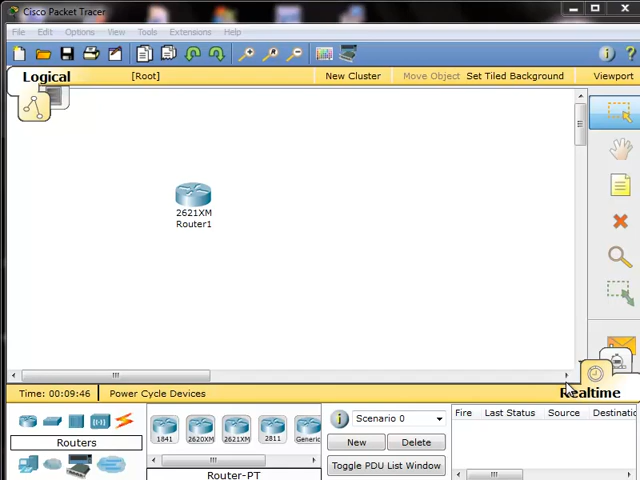 Cisco Packet Tracer
File Edit Options View Tools Extensions Help
i ?
Logical [Root] New Cluster Move Object Set Tiled Background Viewport
2621XM
Router1
Time: 00:09:46 Power Cycle Devices Realtime
Scenario 0
Fire Last Status Source Destinatio
1841 2620XM 2621XM 2811 Generic
Routers
New Delete
Router-PT
Toggle PDU List Window